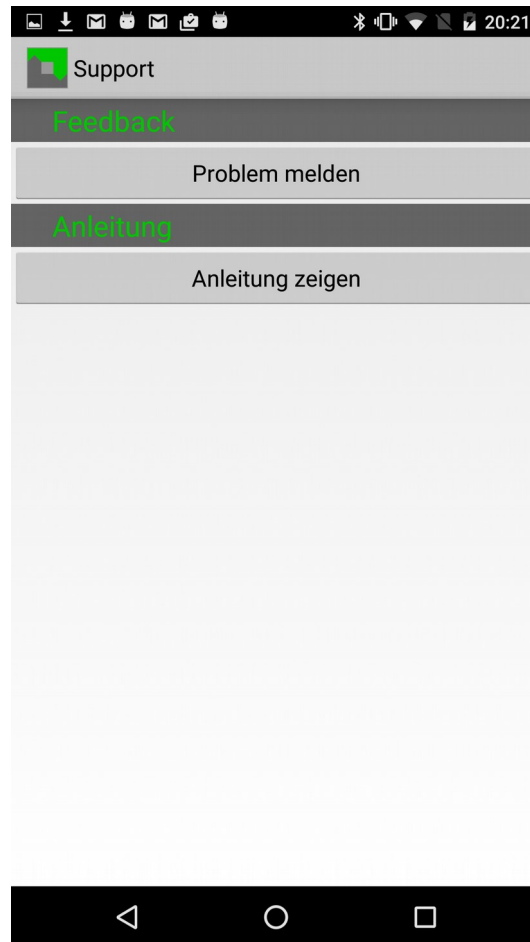 20:21
Support
Feedback
Problem melden
Anleitung
Anleitung zeigen